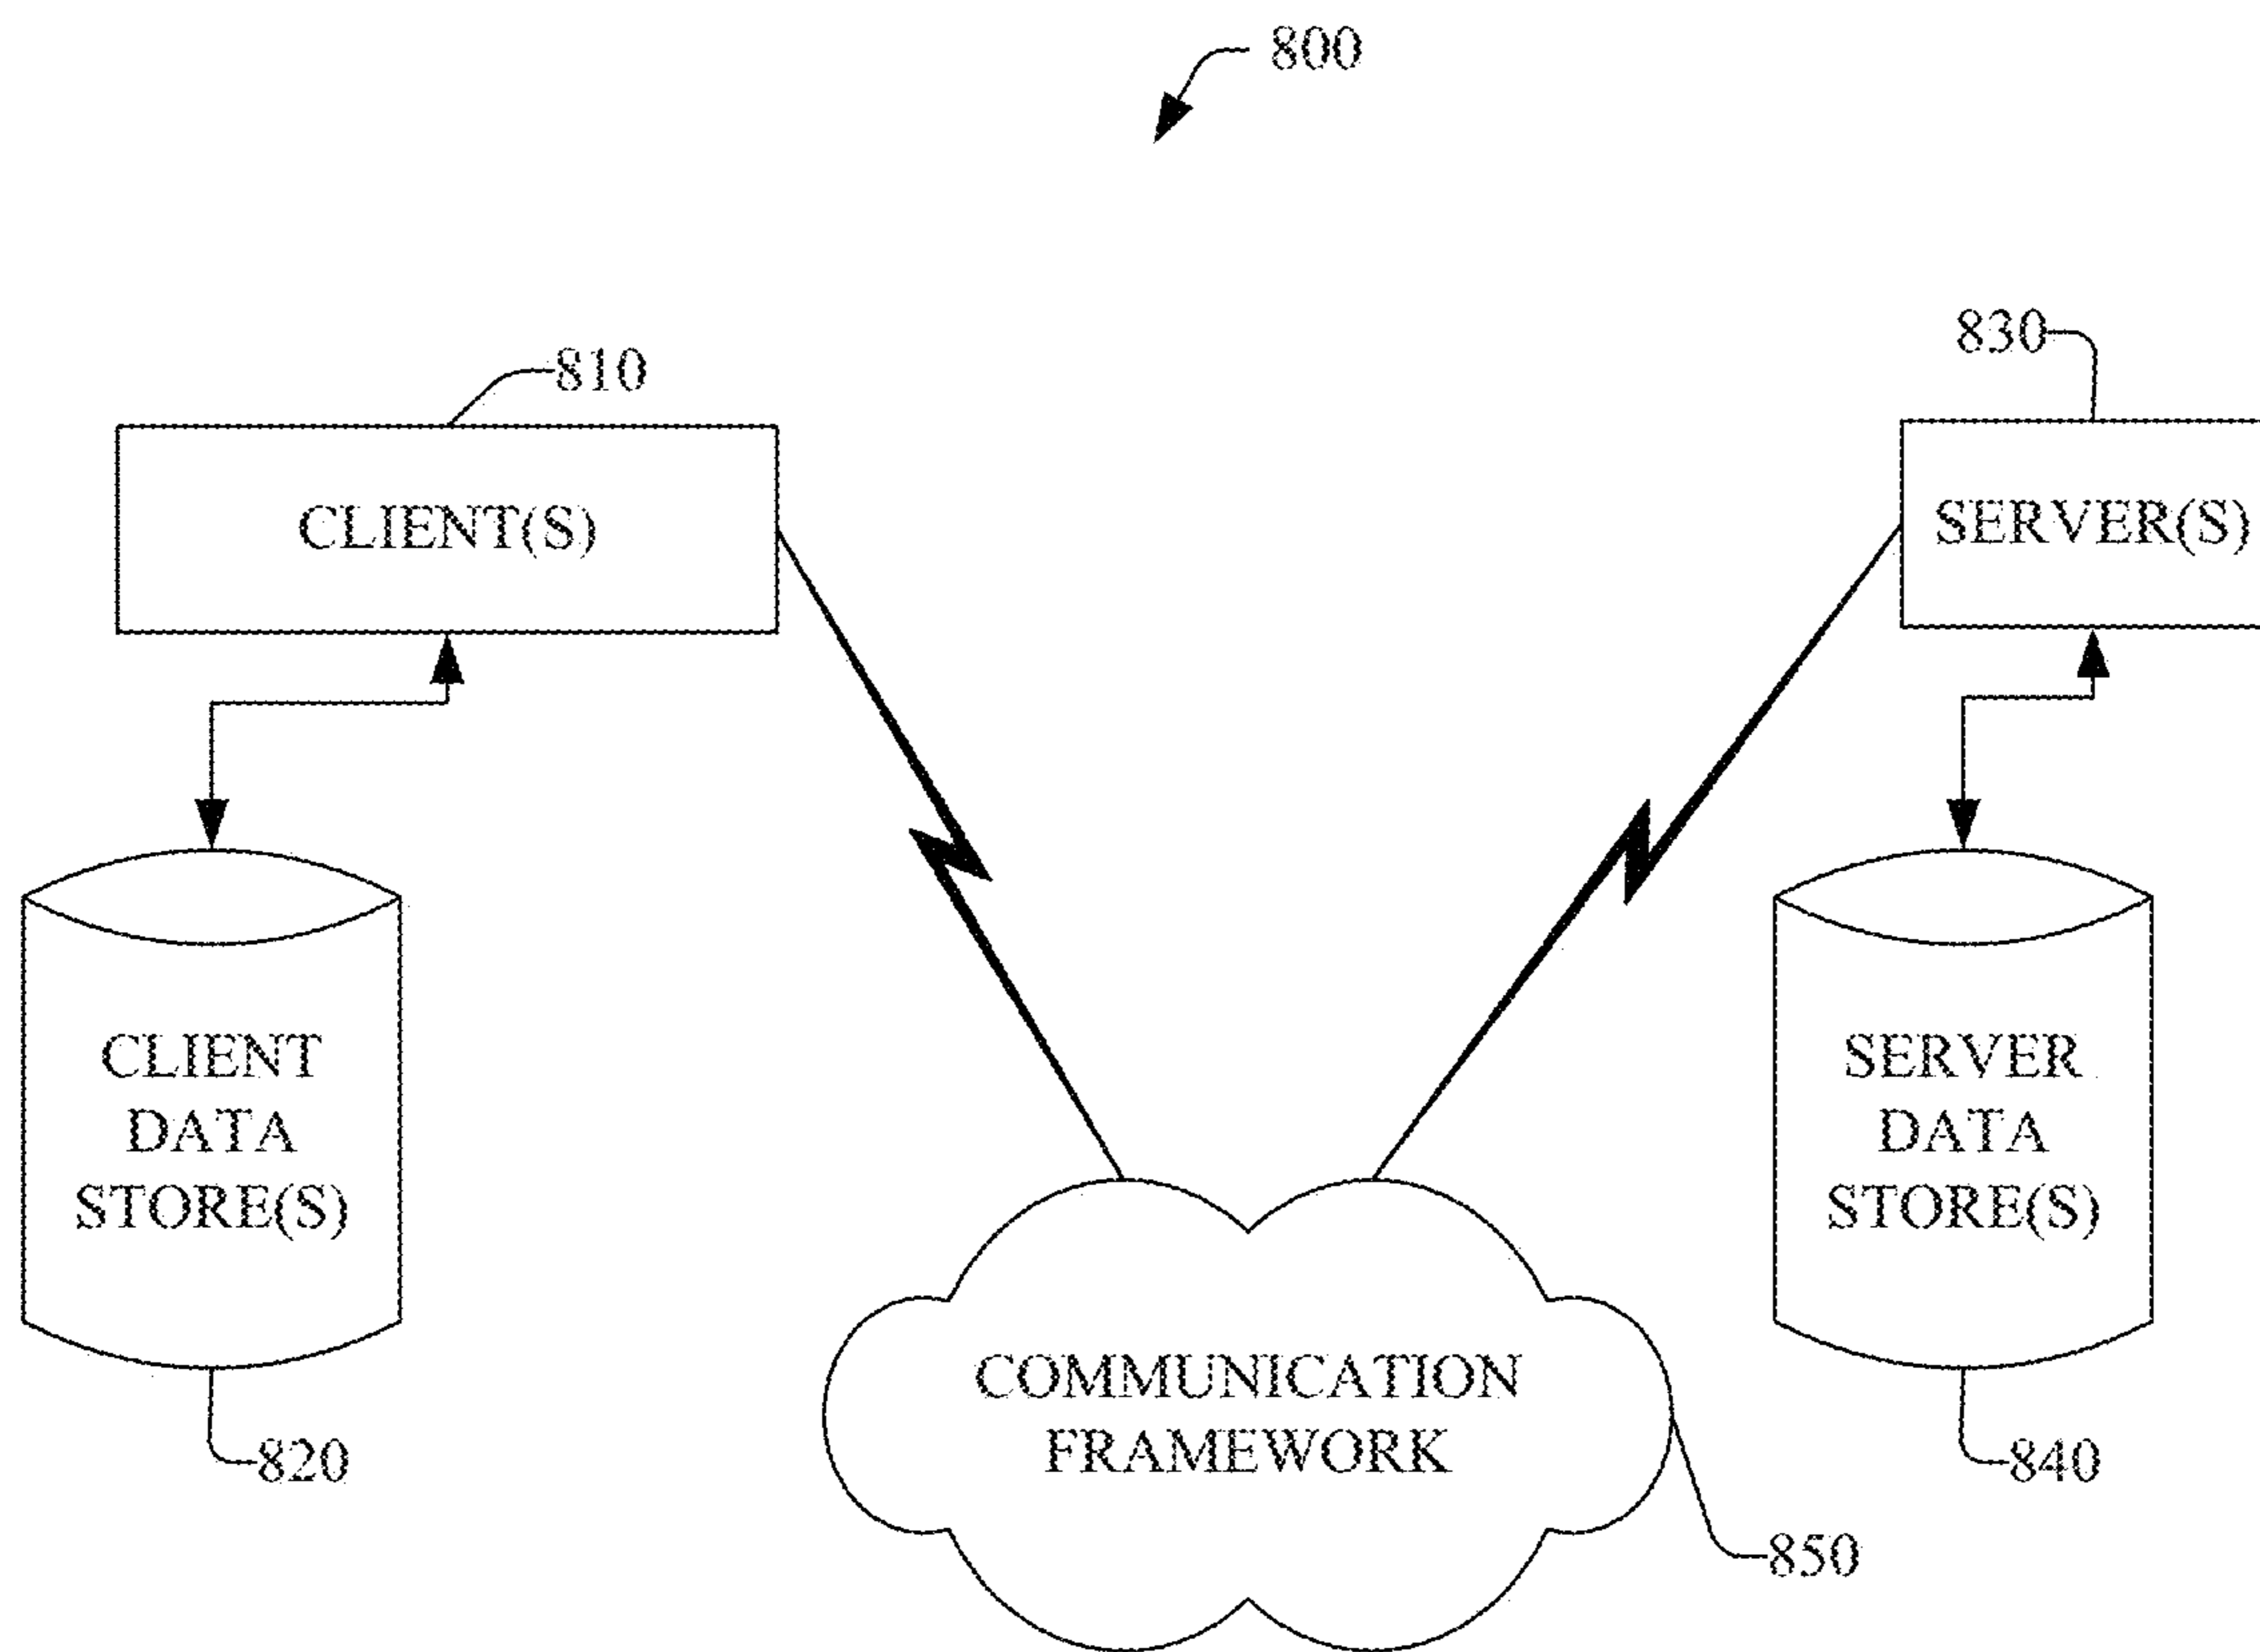 800
810
830
CLIENT(S)
SERVER(S)
CLIENT
DATA
STORE(S)
SERVER
DATA
STORE(S)
COMMUNICATION
FRAMEWORK
820
840
850